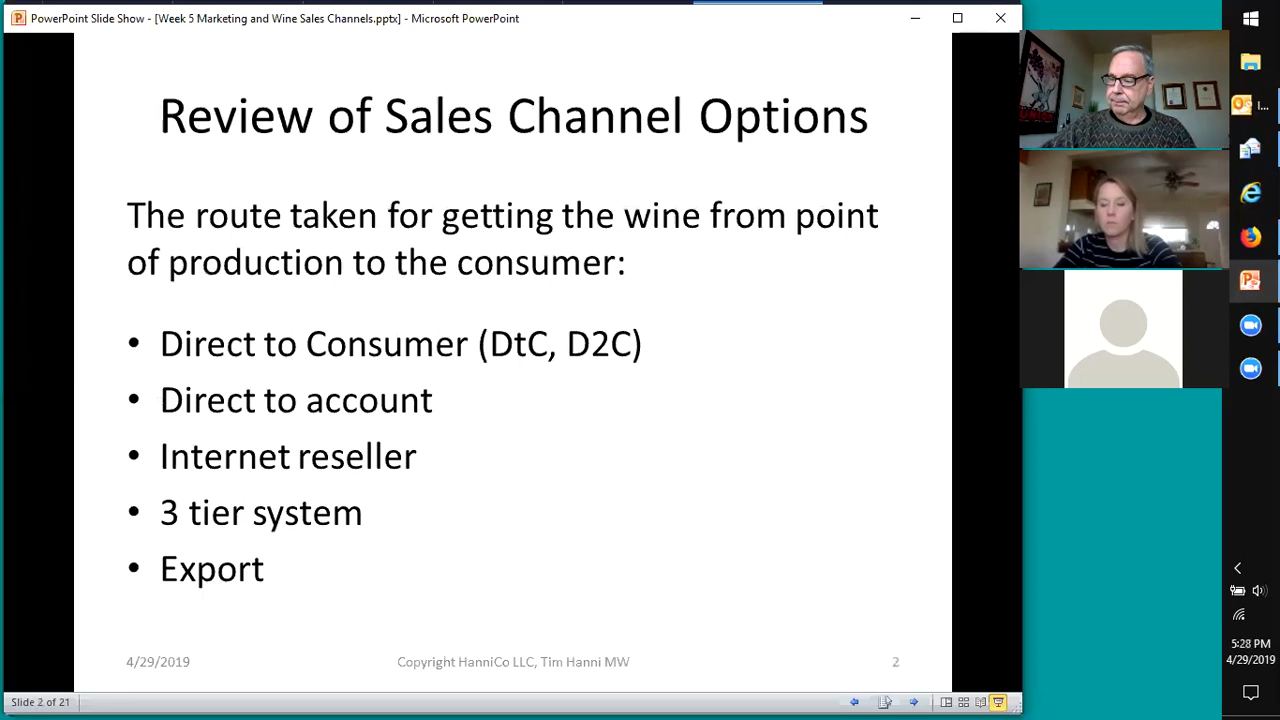 PowerPoint Slide Show - [Week 5 Marketing and Wine Sales Channels.pptx] - Microsoft PowerPoint
Review of Sales Channel Options
The route taken for getting the wine from point
of production to the consumer:
• Direct to Consumer (DtC, D2C)
• Direct to account
• Internet reseller
• 3 tier system
• Export
4/29/2019
Copyright HanniCo LLC, Tim Hanni MW
2
Slide 2 of 21
UNION
I...
5:28 PM
4/29/2019